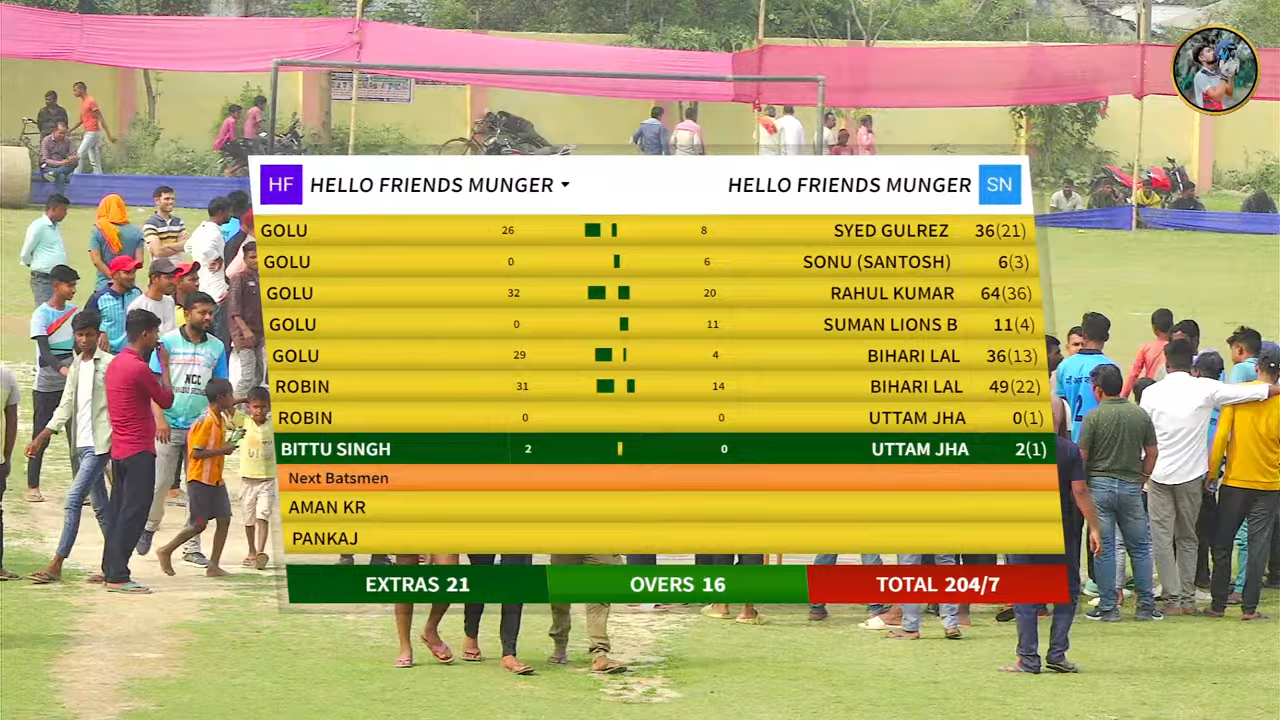 HF HELLO FRIENDS MUNGER HELLO FRIENDS MUNGER SN
GOLU 26 8 SYED GULREZ 36(21)
GOLU 0 6 SONU (SANTOSH) 6(3)
GOLU 32 20 RAHUL KUMAR 64(36)
GOLU 0 11 SUMAN LIONS B 11(4)
GOLU 29 4 BIHARI LAL 36(13)
ROBIN 31 14 BIHARI LAL 49(22)
ROBIN 0 0 UTTAM JHA 0(1)
BITTU SINGH 2 0 UTTAM JHA 2(1)
Next Batsmen
AMAN KR
PANKAJ
EXTRAS 21 OVERS 16 TOTAL 204/7
NCC